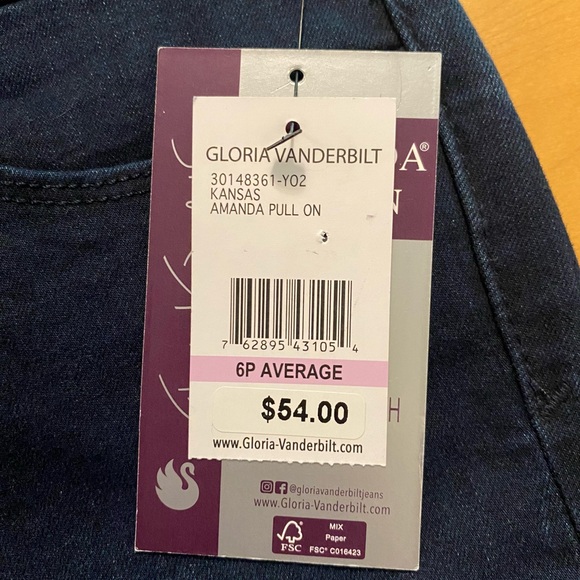 GLORIA VANDERBILT
30148361-YO2
KANSAS
AMANDA PULL ON
7 62895 43105 4
6P AVERAGE
$54.00
www.Gloria-Vanderbilt.com
@gloriavanderbiltjeans
www.Gloria-Vanderbilt.com
FSC
MIX
Paper
FSC® C016423